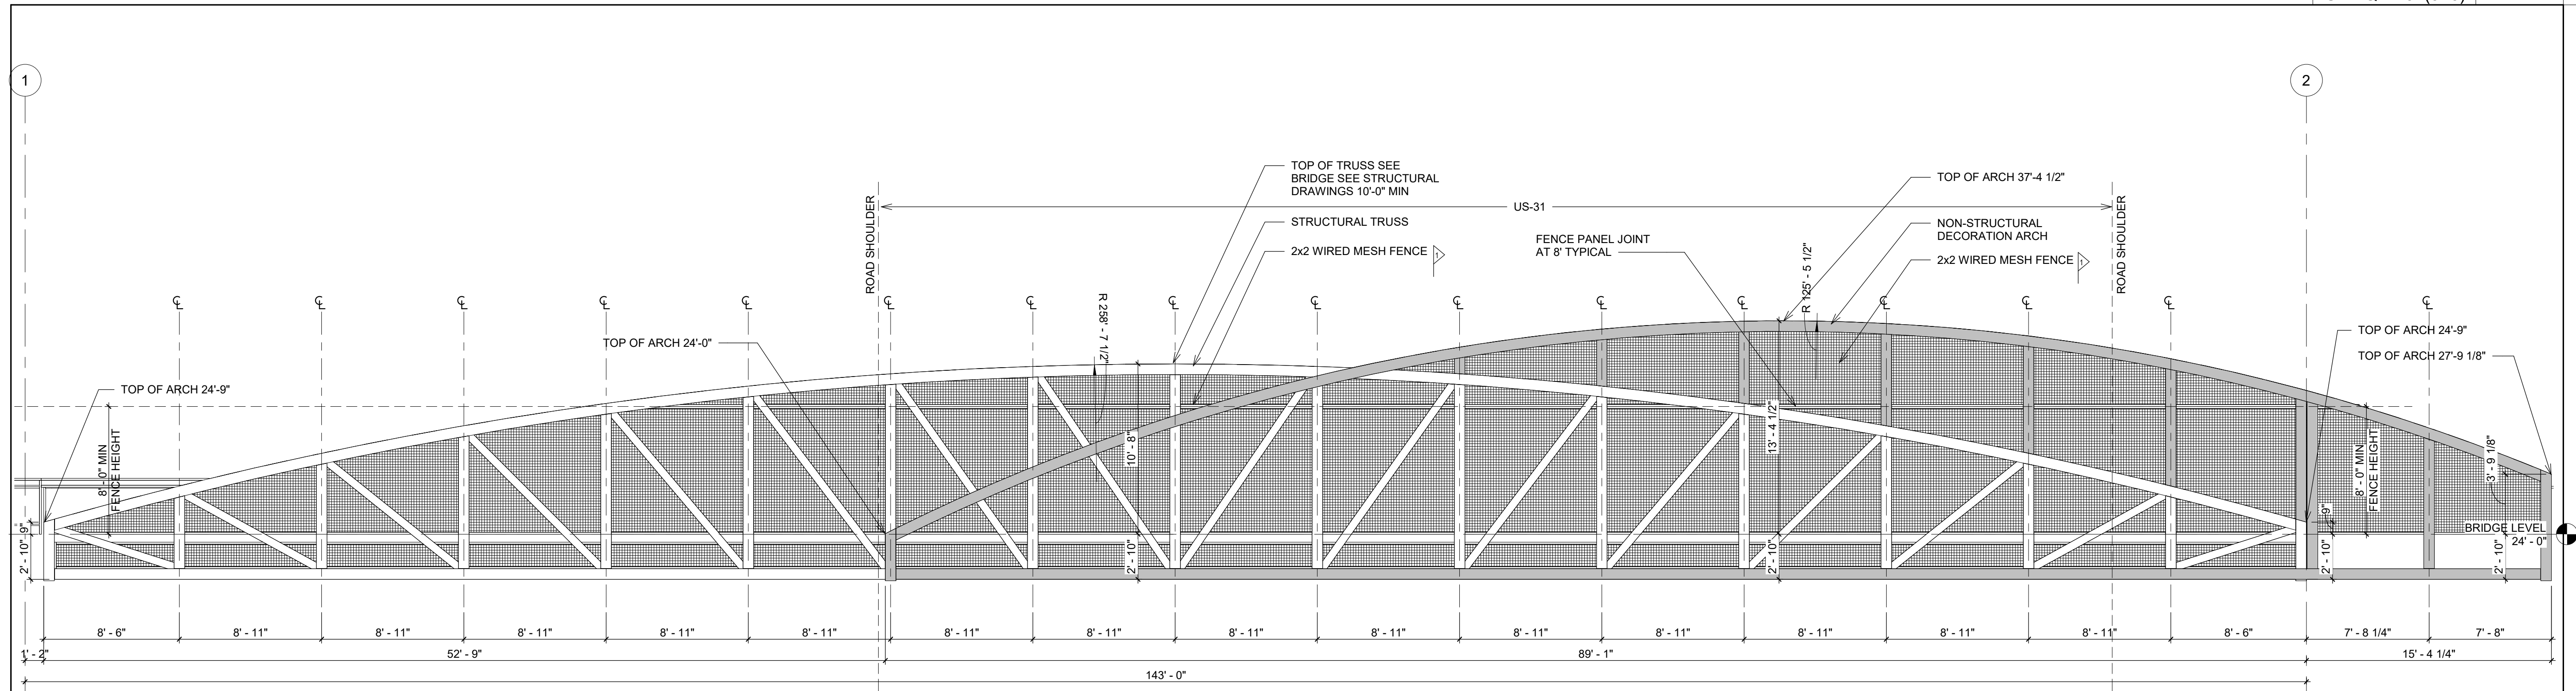 1
2
TOP OF TRUSS SEE
BRIDGE SEE STRUCTURAL
DRAWINGS 10'-0" MIN
STRUCTURAL TRUSS
2x2 WIRED MESH FENCE
1
US-31
ROAD SHOULDER
ROAD SHOULDER
TOP OF ARCH 37'-4 1/2"
NON-STRUCTURAL
DECORATION ARCH
2x2 WIRED MESH FENCE
1
FENCE PANEL JOINT
AT 8' TYPICAL
R 258' - 7 1/2"
R 125' - 5 1/2"
TOP OF ARCH 24'-0"
TOP OF ARCH 24'-9"
TOP OF ARCH 24'-9"
TOP OF ARCH 27'-9 1/8"
8' - 0" MIN
FENCE HEIGHT
2' - 10"
10' - 8"
2' - 10"
13' - 4 1/2"
2' - 10"
8' - 0" MIN
FENCE HEIGHT
2' - 10"
3' - 9 1/8"
2' - 10"
BRIDGE LEVEL
24' - 0"
8' - 6" 8' - 11" 8' - 11" 8' - 11" 8' - 11" 8' - 11" 8' - 11" 8' - 11" 8' - 11" 8' - 11" 8' - 11" 8' - 11" 8' - 11" 8' - 11" 8' - 11" 8' - 6" 7' - 8 1/4" 7' - 8"
1' - 2" 52' - 9" 89' - 1" 15' - 4 1/4"
143' - 0"